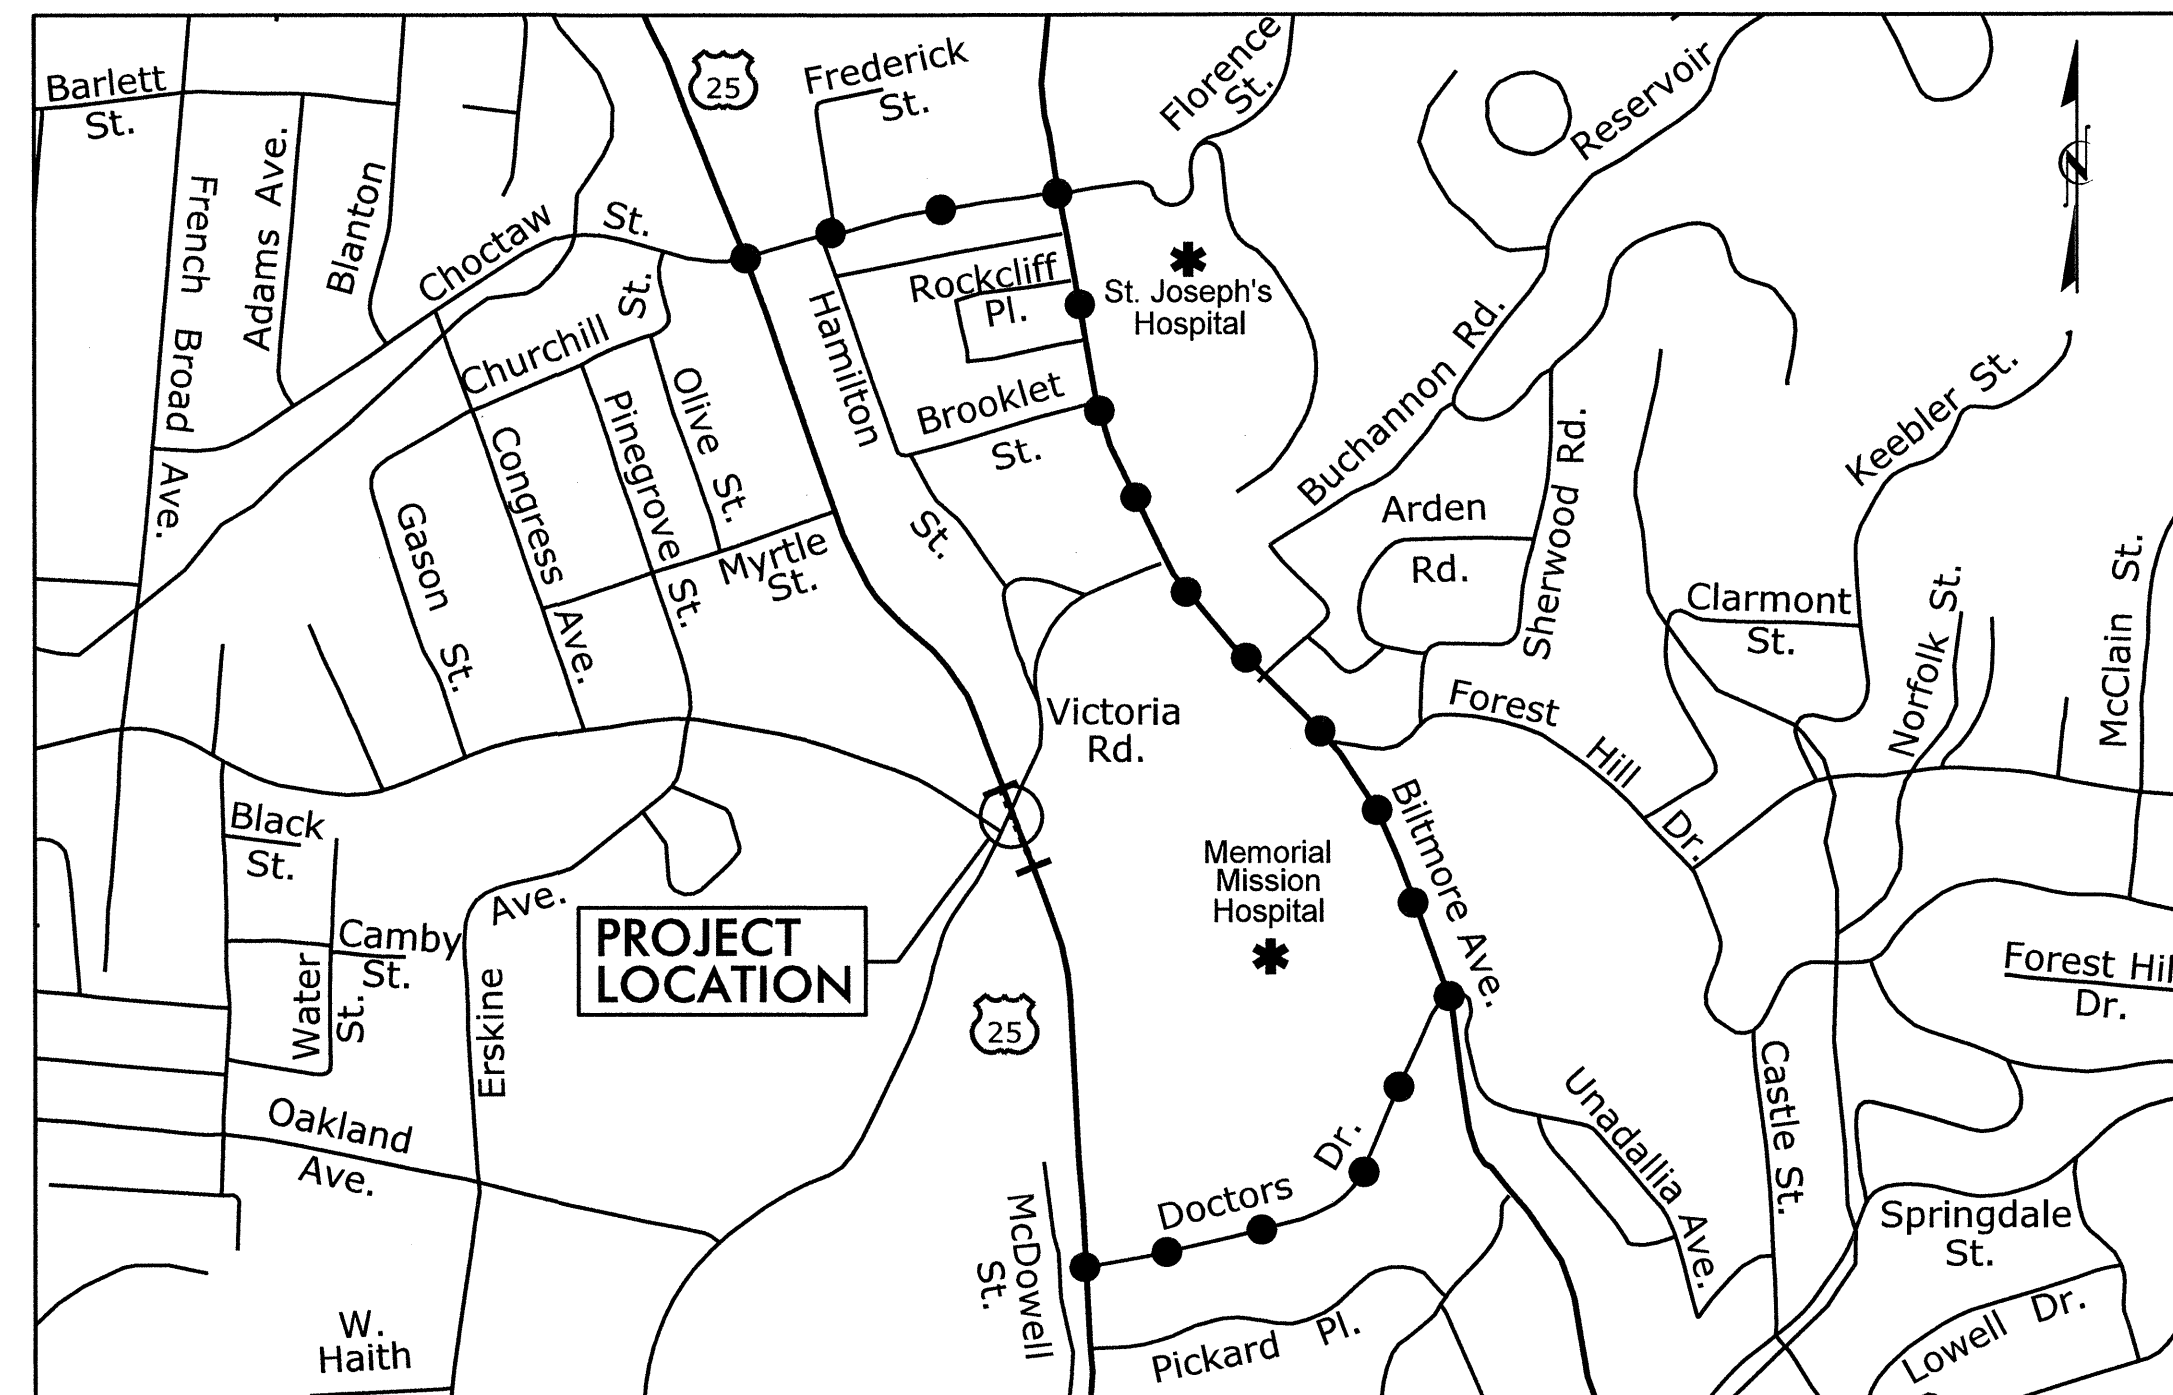 Barlett
St.
French Broad Ave.
Adams Ave.
Blanton
Choctaw St.
25
Frederick
St.
Florence
St.
Reservoir
N
Rockcliff
Pl.
St. Joseph's
Hospital
Hamilton St.
Brooklet
St.
Churchill St.
Olive St.
Pinegrove St.
Congress Ave.
Gason St.
Myrtle
St.
Buchannon Rd.
Arden
Rd.
Sherwood Rd.
Keebler St.
Clarmont
St.
Norfolk St.
McClain St.
Victoria
Rd.
Forest Hill Dr.
Biltmore Ave.
Memorial
Mission
Hospital
Black
St.
Camby
St.
Water
St.
Erskine Ave.
PROJECT
LOCATION
25
Oakland
Ave.
W.
Haith
McDowell
St.
Doctors Dr.
Pickard Pl.
Unadallia Ave.
Castle St.
Forest Hil
Dr.
Springdale
St.
Lowell Dr.